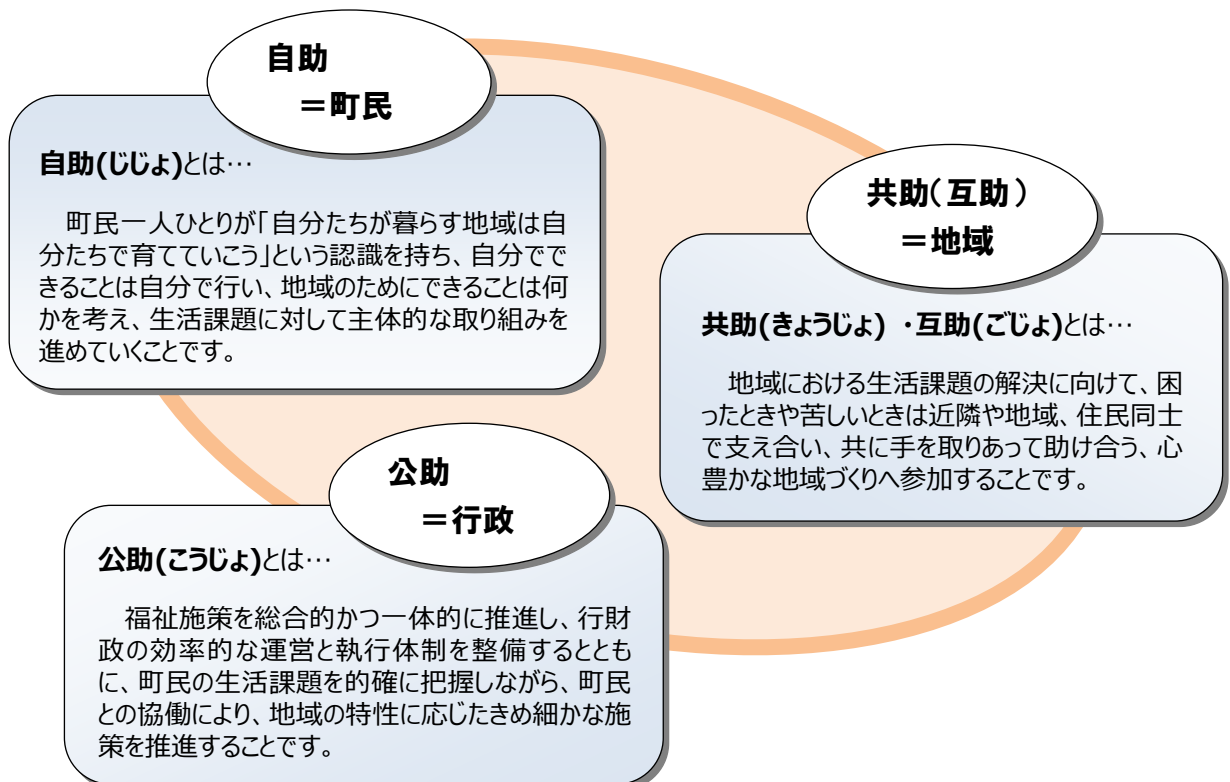 自助
＝町民
自助(じじょ)とは…
町民一人ひとりが「自分たちが暮らす地域は自
分たちで育てていこう」という認識を持ち、自分でで
きることは自分で行い、地域のためにできることは何
かを考え、生活課題に対して主体的な取り組みを
進めていくことです。
共助（互助）
＝地域
共助(きょうじょ) ・互助(ごじょ)とは…
地域における生活課題の解決に向けて、困
ったときや苦しいときは近隣や地域、住民同士
で支え合い、共に手を取りあって助け合う、心
豊かな地域づくりへ参加することです。
公助
＝行政
公助(こうじょ)とは…
福祉施策を総合的かつ一体的に推進し、行財
政の効率的な運営と執行体制を整備するととも
に、町民の生活課題を的確に把握しながら、町民
との協働により、地域の特性に応じたきめ細かな施
策を推進することです。